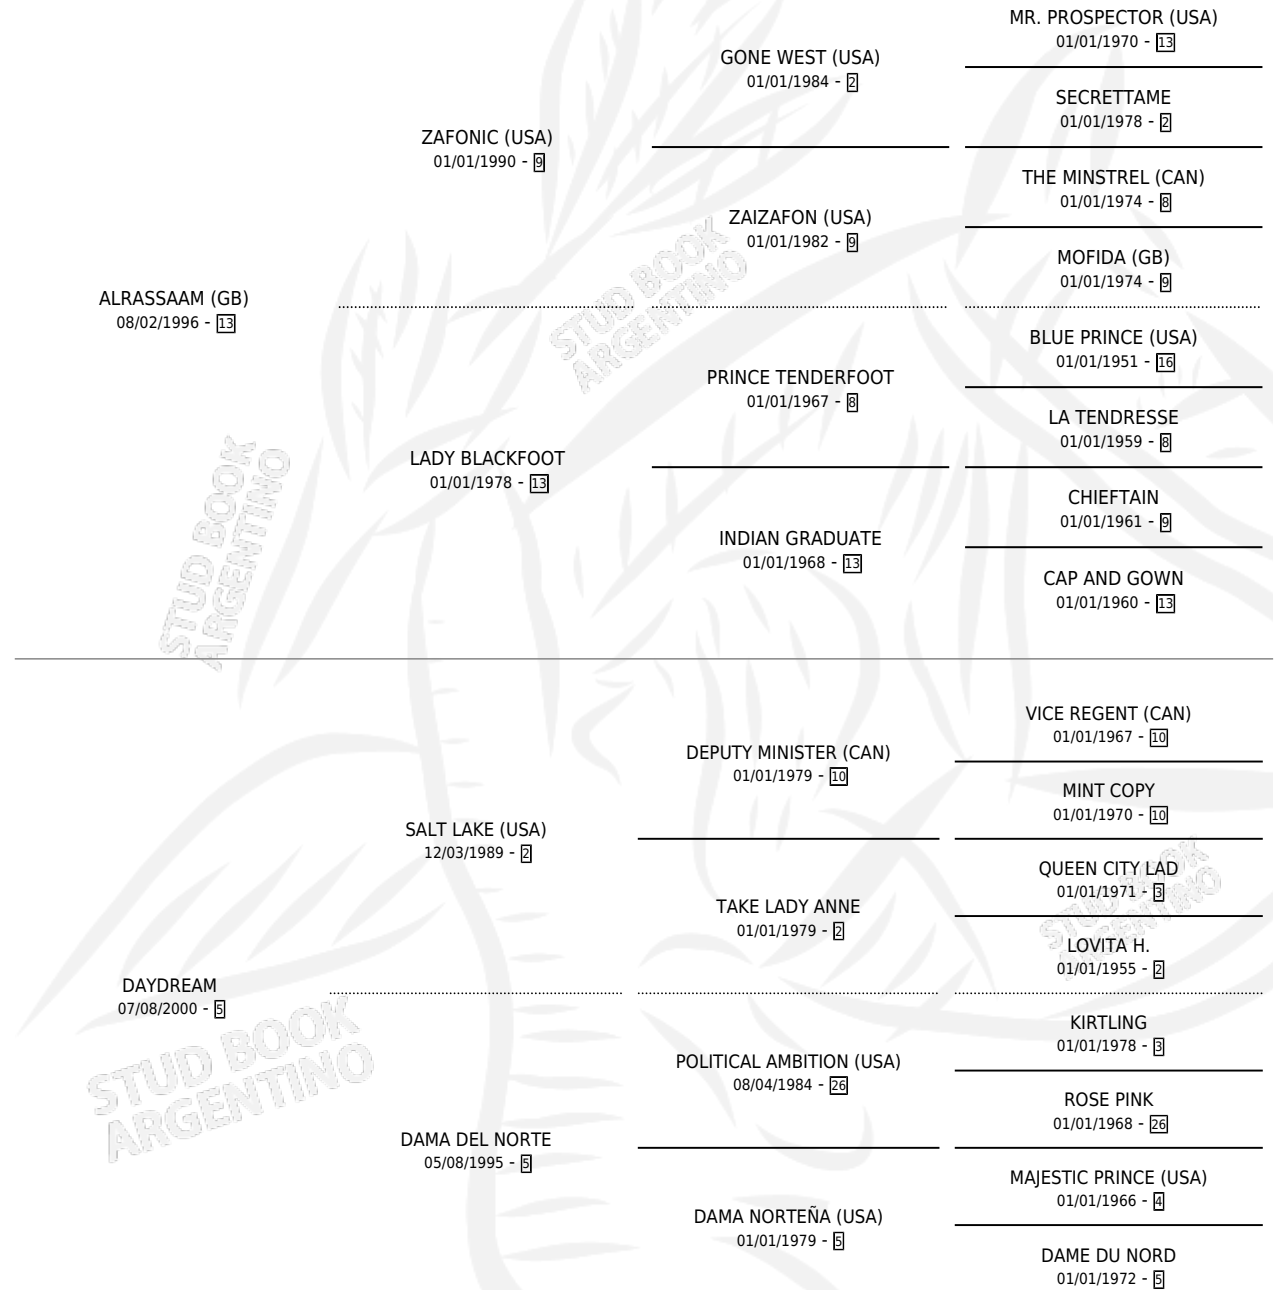 MR. PROSPECTOR (USA)
01/01/1970 - 13
GONE WEST (USA)
01/01/1984 - 2
SECRETTAME
01/01/1978 - 2
ZAFONIC (USA)
01/01/1990 - 9
THE MINSTREL (CAN)
01/01/1974 - 8
ZAIZAFON (USA)
01/01/1982 - 9
MOFIDA (GB)
01/01/1974 - 9
ALRASSAAM (GB)
08/02/1996 - 13
BLUE PRINCE (USA)
01/01/1951 - 16
PRINCE TENDERFOOT
01/01/1967 - 8
LA TENDRESSE
01/01/1959 - 8
LADY BLACKFOOT
01/01/1978 - 13
CHIEFTAIN
01/01/1961 - 9
INDIAN GRADUATE
01/01/1968 - 13
CAP AND GOWN
01/01/1960 - 13
VICE REGENT (CAN)
01/01/1967 - 10
DEPUTY MINISTER (CAN)
01/01/1979 - 10
MINT COPY
01/01/1970 - 10
SALT LAKE (USA)
12/03/1989 - 2
QUEEN CITY LAD
01/01/1971 - 3
TAKE LADY ANNE
01/01/1979 - 2
LOVITA H.
01/01/1955 - 2
DAYDREAM
07/08/2000 - 5
KIRTLING
01/01/1978 - 3
POLITICAL AMBITION (USA)
08/04/1984 - 26
ROSE PINK
01/01/1968 - 26
DAMA DEL NORTE
05/08/1995 - 5
MAJESTIC PRINCE (USA)
01/01/1966 - 4
DAMA NORTEÑA (USA)
01/01/1979 - 5
DAME DU NORD
01/01/1972 - 5
STUD BOOK
ARGENTINO
STUD BOOK
ARGENTINO
STUD BOOK
ARGENTINO
STUD BOOK
ARGENTINO